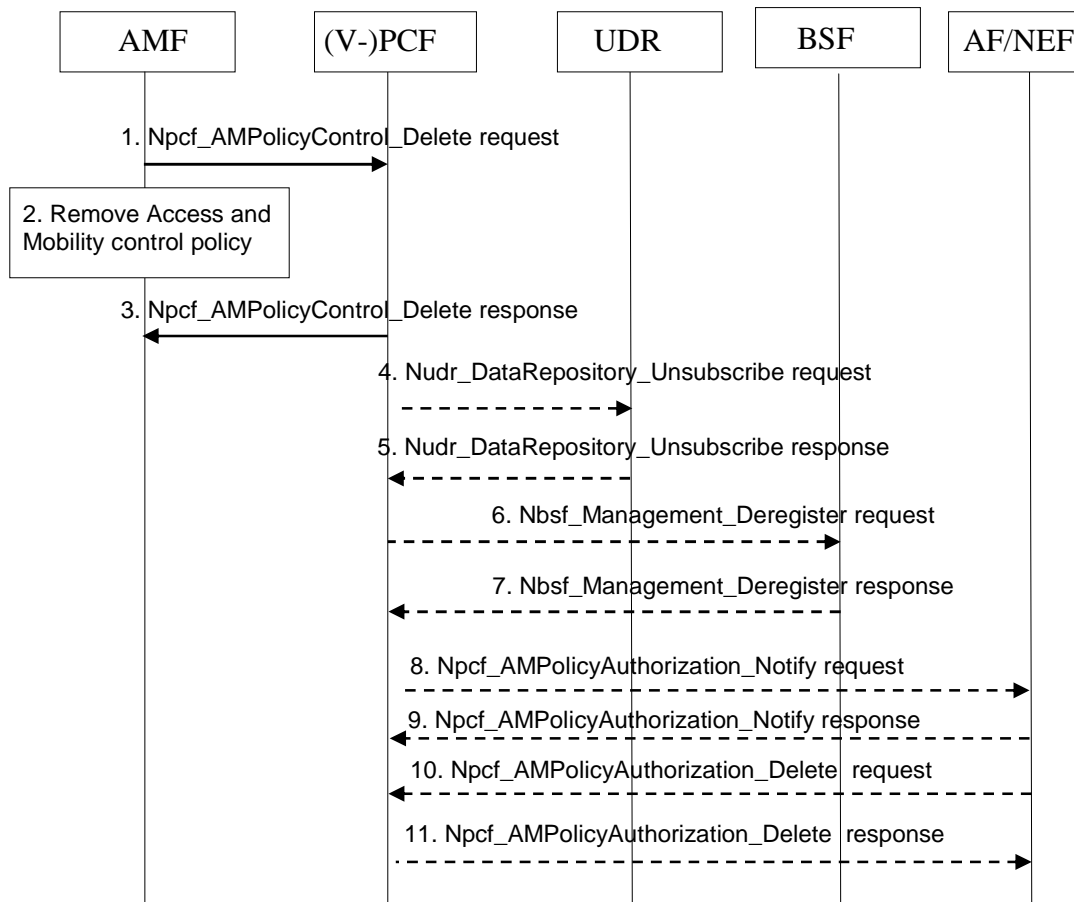 AMF
(V-)PCF
UDR
BSF
AF/NEF
1. Npcf_AMPolicyControl_Delete request
2. Remove Access and
Mobility control policy
3. Npcf_AMPolicyControl_Delete response
4. Nudr_DataRepository_Unsubscribe request
5. Nudr_DataRepository_Unsubscribe response
6. Nbsf_Management_Deregister request
7. Nbsf_Management_Deregister response
8. Npcf_AMPolicyAuthorization_Notify request
9. Npcf_AMPolicyAuthorization_Notify response
10. Npcf_AMPolicyAuthorization_Delete  request
11. Npcf_AMPolicyAuthorization_Delete  response